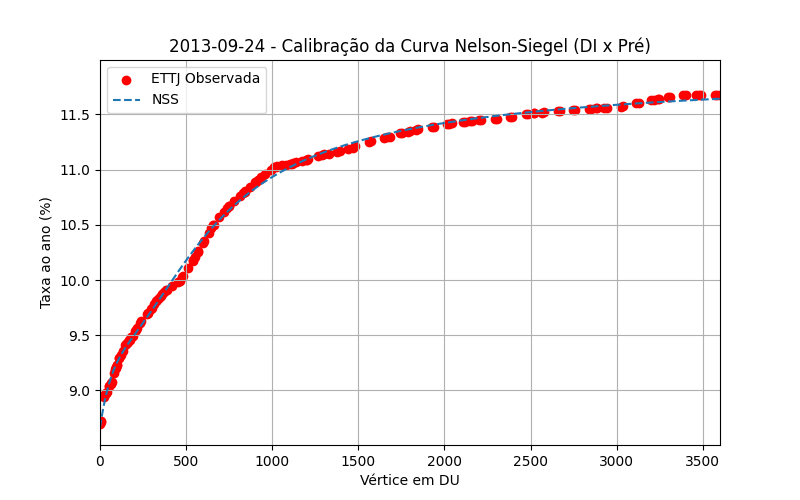 2013-09-24 - Calibração da Curva Nelson-Siegel (DI x Pré)
ETTJ Observada
NSS
Taxa ao ano (%)
11.5
11.0
10.5
10.0
9.5
9.0
0 500 1000 1500 2000 2500 3000 3500
Vértice em DU